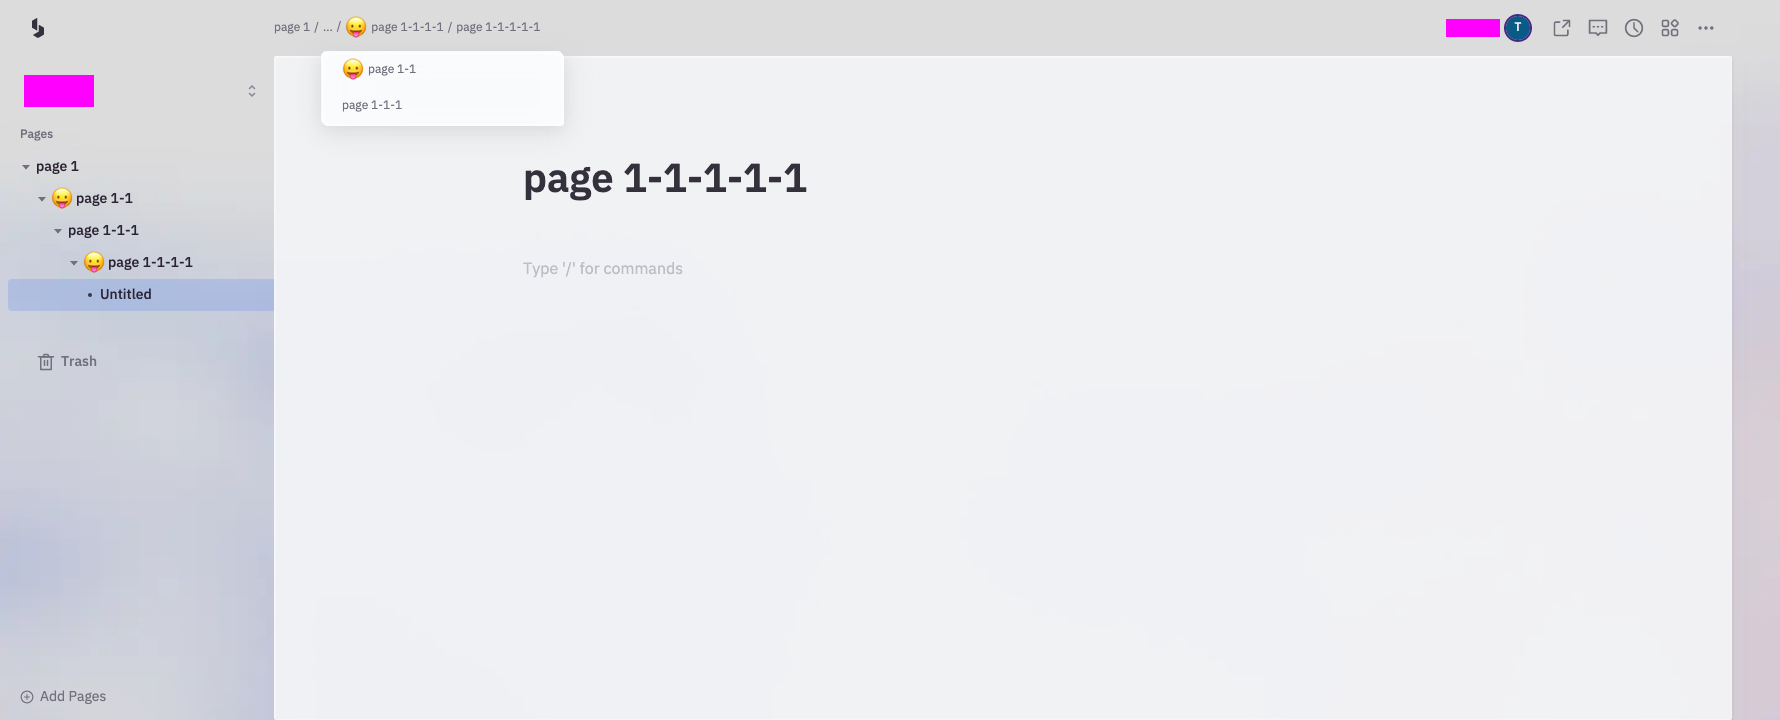 page 1 / ... / 😛 page 1-1-1-1 / page 1-1-1-1-1
T
😛 page 1-1
page 1-1-1
Pages
page 1
😛 page 1-1
page 1-1-1
😛 page 1-1-1-1
• Untitled
Trash
Add Pages
page 1-1-1-1-1
Type '/' for commands